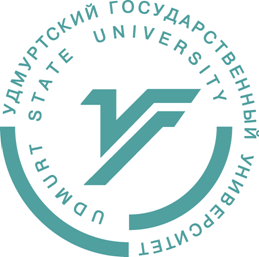 УДМУРТСКИЙ ГОСУДАРСТВЕННЫЙ УНИВЕРСИТЕТ
UDMURT STATE UNIVERSITY